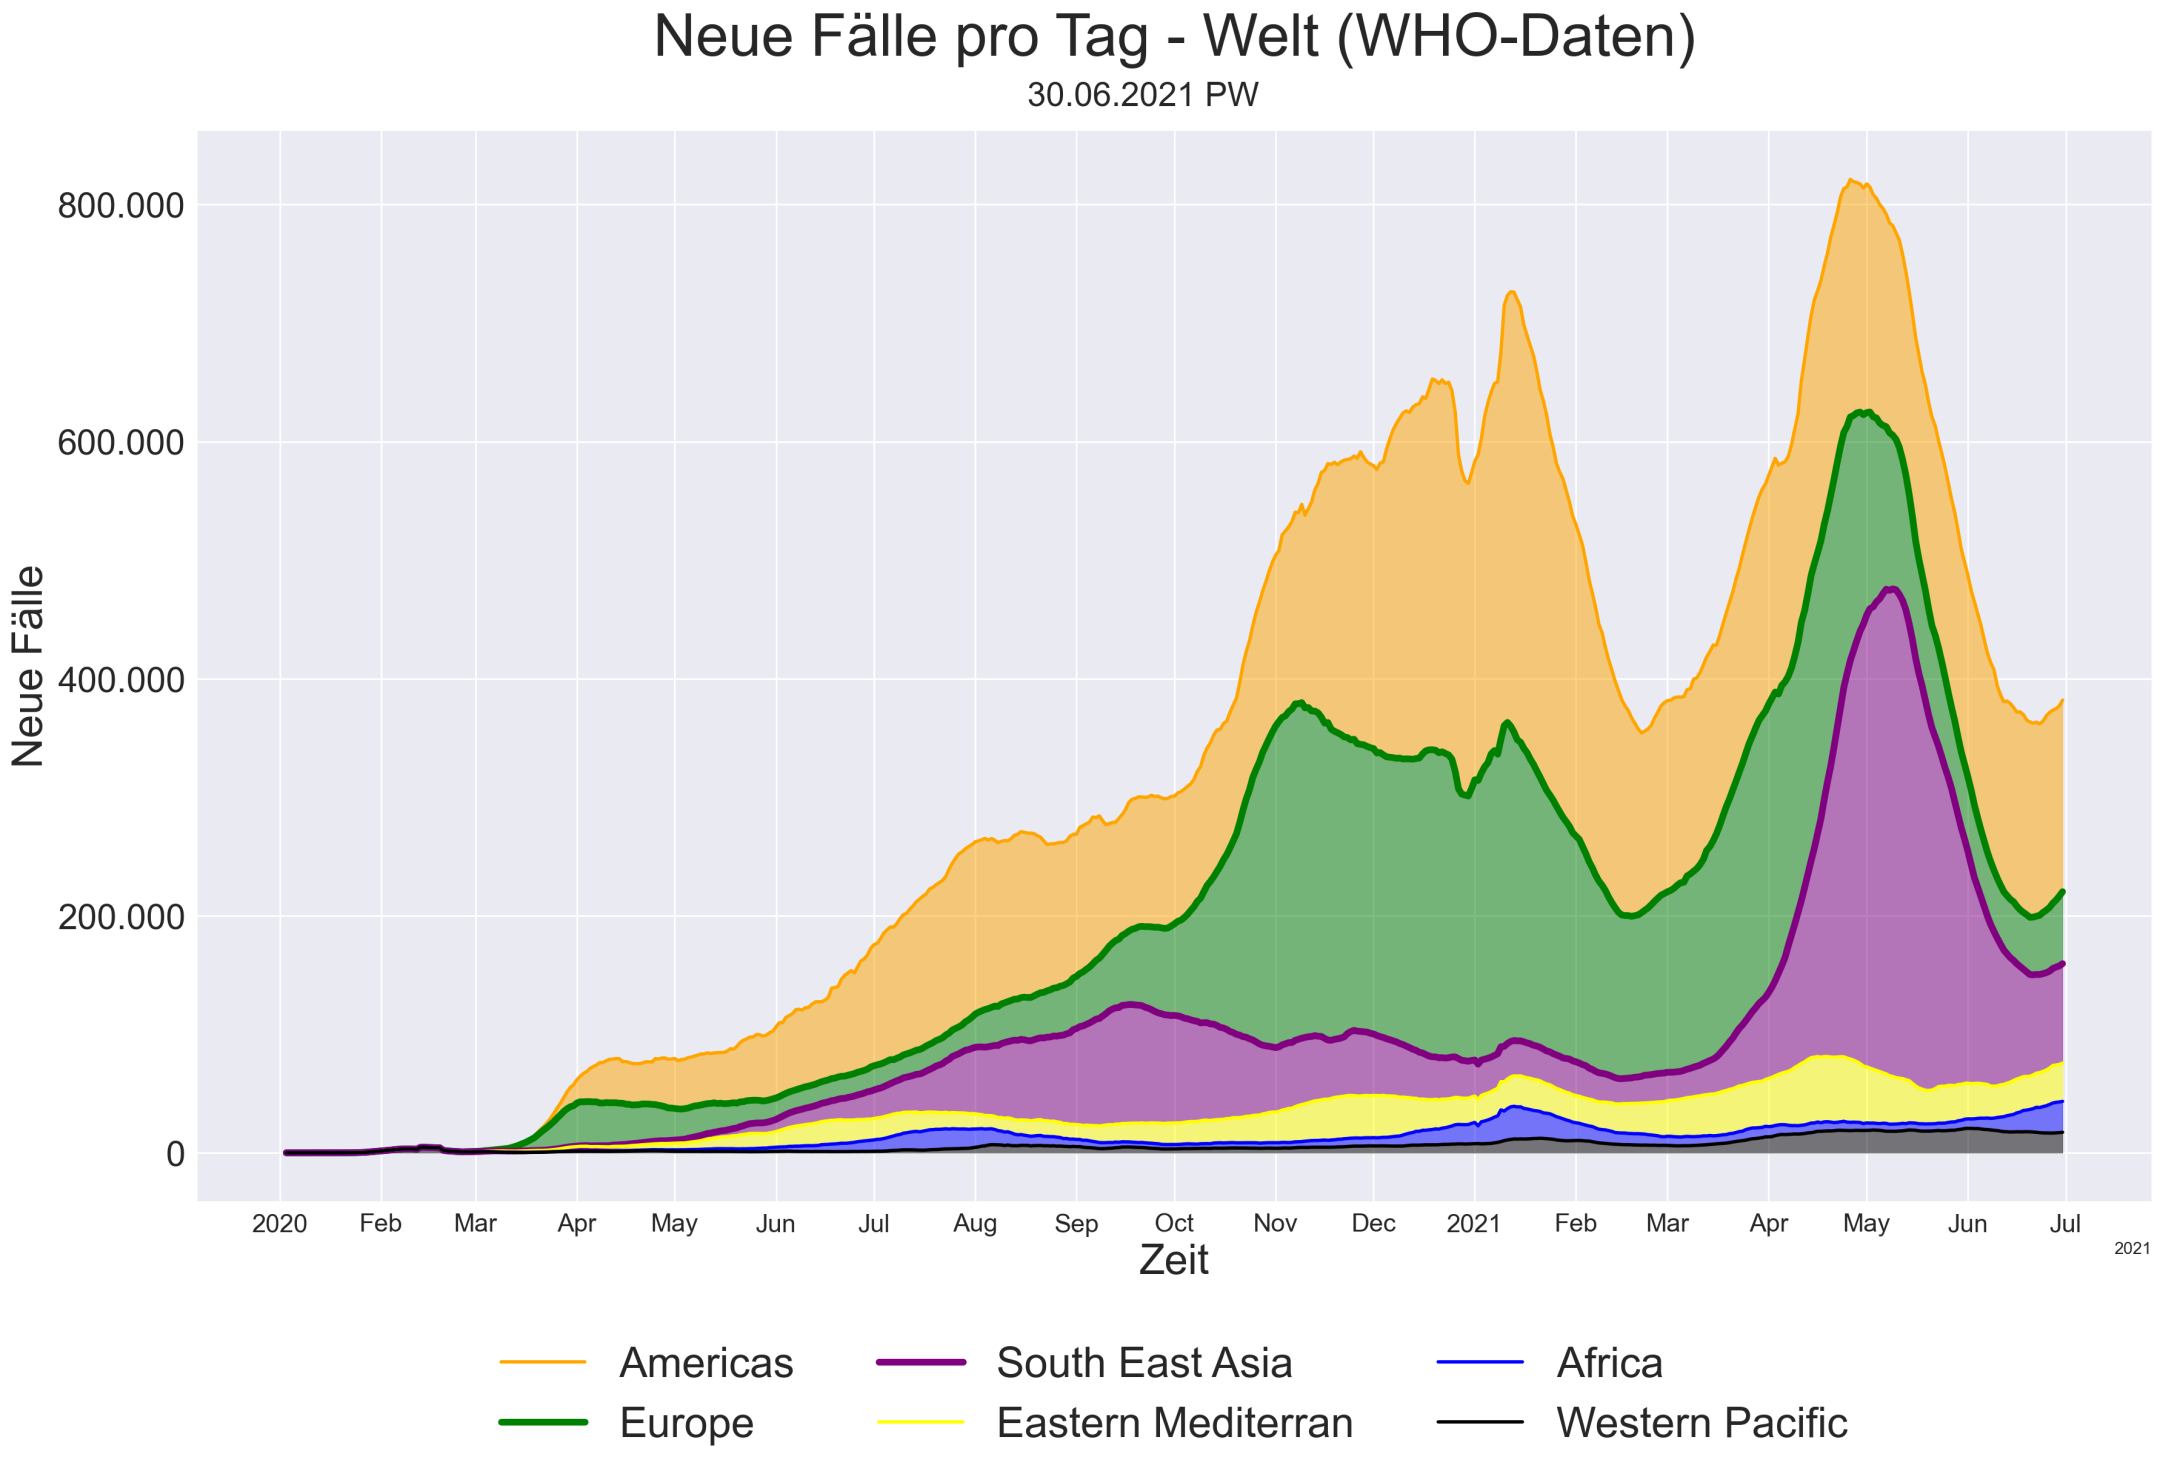 Neue Fälle pro Tag - Welt (WHO-Daten)
30.06.2021 PW
Neue Fälle
800.000
600.000
400.000
200.000
0
2020 Feb Mar Apr May Jun Jul Aug Sep Oct Nov Dec 2021 Feb Mar Apr May Jun Jul
2021
Zeit
Americas South East Asia Africa
Europe Eastern Mediterran Western Pacific